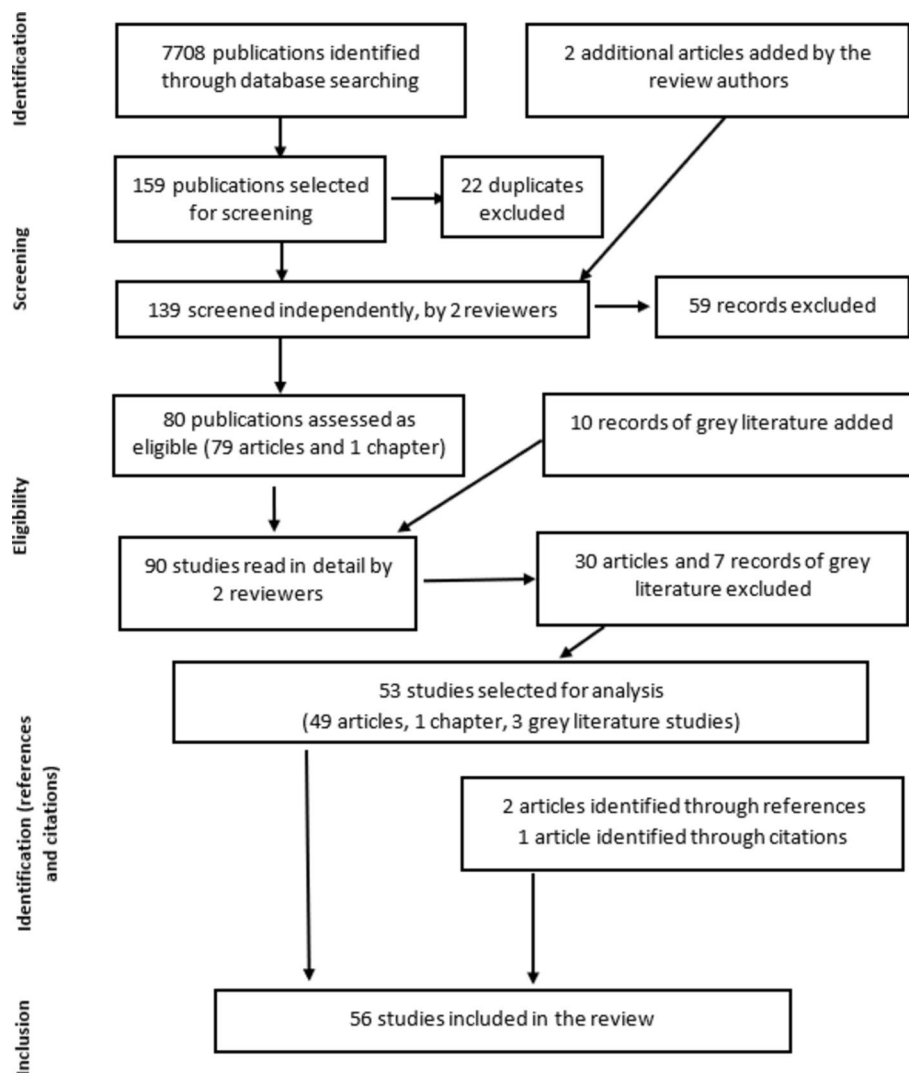 Identification
7708 publications identified
through database searching
2 additional articles added by the
review authors
159 publications selected
for screening
22 duplicates
excluded
Screening
139 screened independently, by 2 reviewers
59 records excluded
80 publications assessed as
eligible (79 articles and 1 chapter)
10 records of grey literature added
Eligibility
90 studies read in detail by
2 reviewers
30 articles and 7 records of grey
literature excluded
53 studies selected for analysis
(49 articles, 1 chapter, 3 grey literature studies)
Identification (references
and citations)
2 articles identified through references
1 article identified through citations
Inclusion
56 studies included in the review